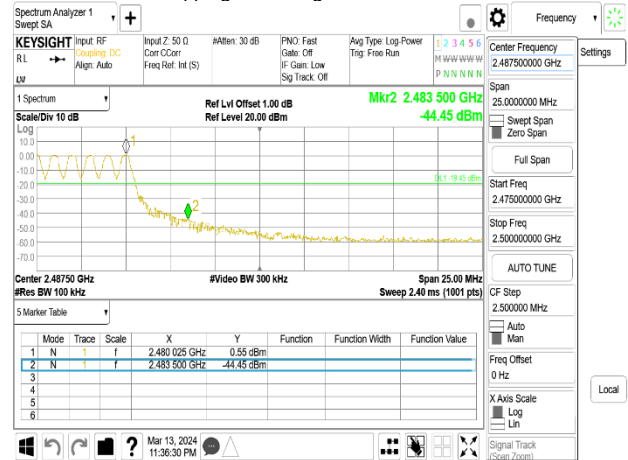 Spectrum Analyzer 1
Swept SA
Frequency
Settings
KEYSIGHT
RL
Input: RF
Coupling: DC
Align: Auto
Input Z: 50 Ω
Corr CCorr
Freq Ref: Int (S)
#Atten: 30 dB
PNO: Fast
Gate: Off
IF Gain: Low
Sig Track: Off
Avg Type: Log-Power
Trig: Free Run
1 2 3 4 5 6
M W W W W W
P N N N N N
1 Spectrum
Scale/Div 10 dB
Ref Lvl Offset 1.00 dB
Ref Level 20.00 dBm
Mkr2 2.483 500 GHz
-44.45 dBm
Log
10.0
0.00
-10.0
-20.0
-30.0
-40.0
-50.0
-60.0
-70.0
1
2
DL1 -19.45 dBm
Center 2.48750 GHz
#Res BW 100 kHz
#Video BW 300 kHz
Span 25.00 MHz
Sweep 2.40 ms (1001 pts)
5 Marker Table
Mode Trace Scale X Y Function Function Width Function Value
1 N 1 f 2.480 025 GHz 0.55 dBm
2 N 1 f 2.483 500 GHz -44.45 dBm
3
4
5
6
Mar 13, 2024
11:36:30 PM
Center Frequency
2.487500000 GHz
Span
25.0000000 MHz
Swept Span
Zero Span
Full Span
Start Freq
2.475000000 GHz
Stop Freq
2.500000000 GHz
AUTO TUNE
CF Step
2.500000 MHz
Auto
Man
Freq Offset
0 Hz
X Axis Scale
Log
Lin
Signal Track
(Span Zoom)
Local